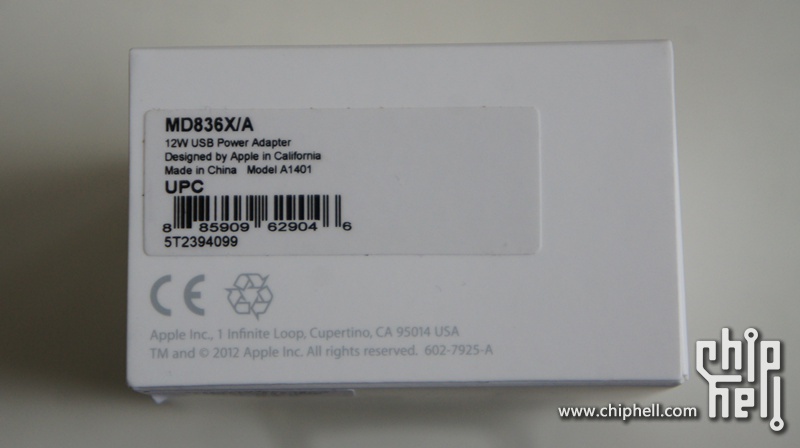 MD836X/A
12W USB Power Adapter
Designed by Apple in California
Made in China Model A1401
UPC
8 85909 62904 6
5T2394099
CE
Apple Inc., 1 Infinite Loop, Cupertino, CA 95014 USA
TM and © 2012 Apple Inc. All rights reserved. 602-7925-A
chip
hell
www.chiphell.com